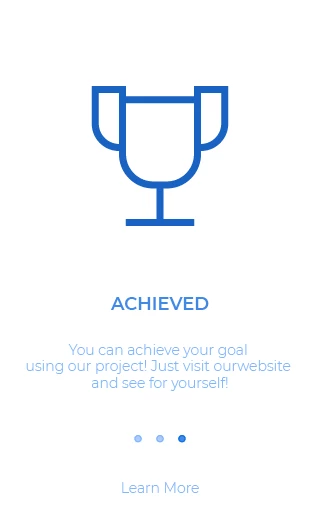 ACHIEVED
You can achieve your goal
using our project! Just visit ourwebsite
and see for yourself!
Learn More